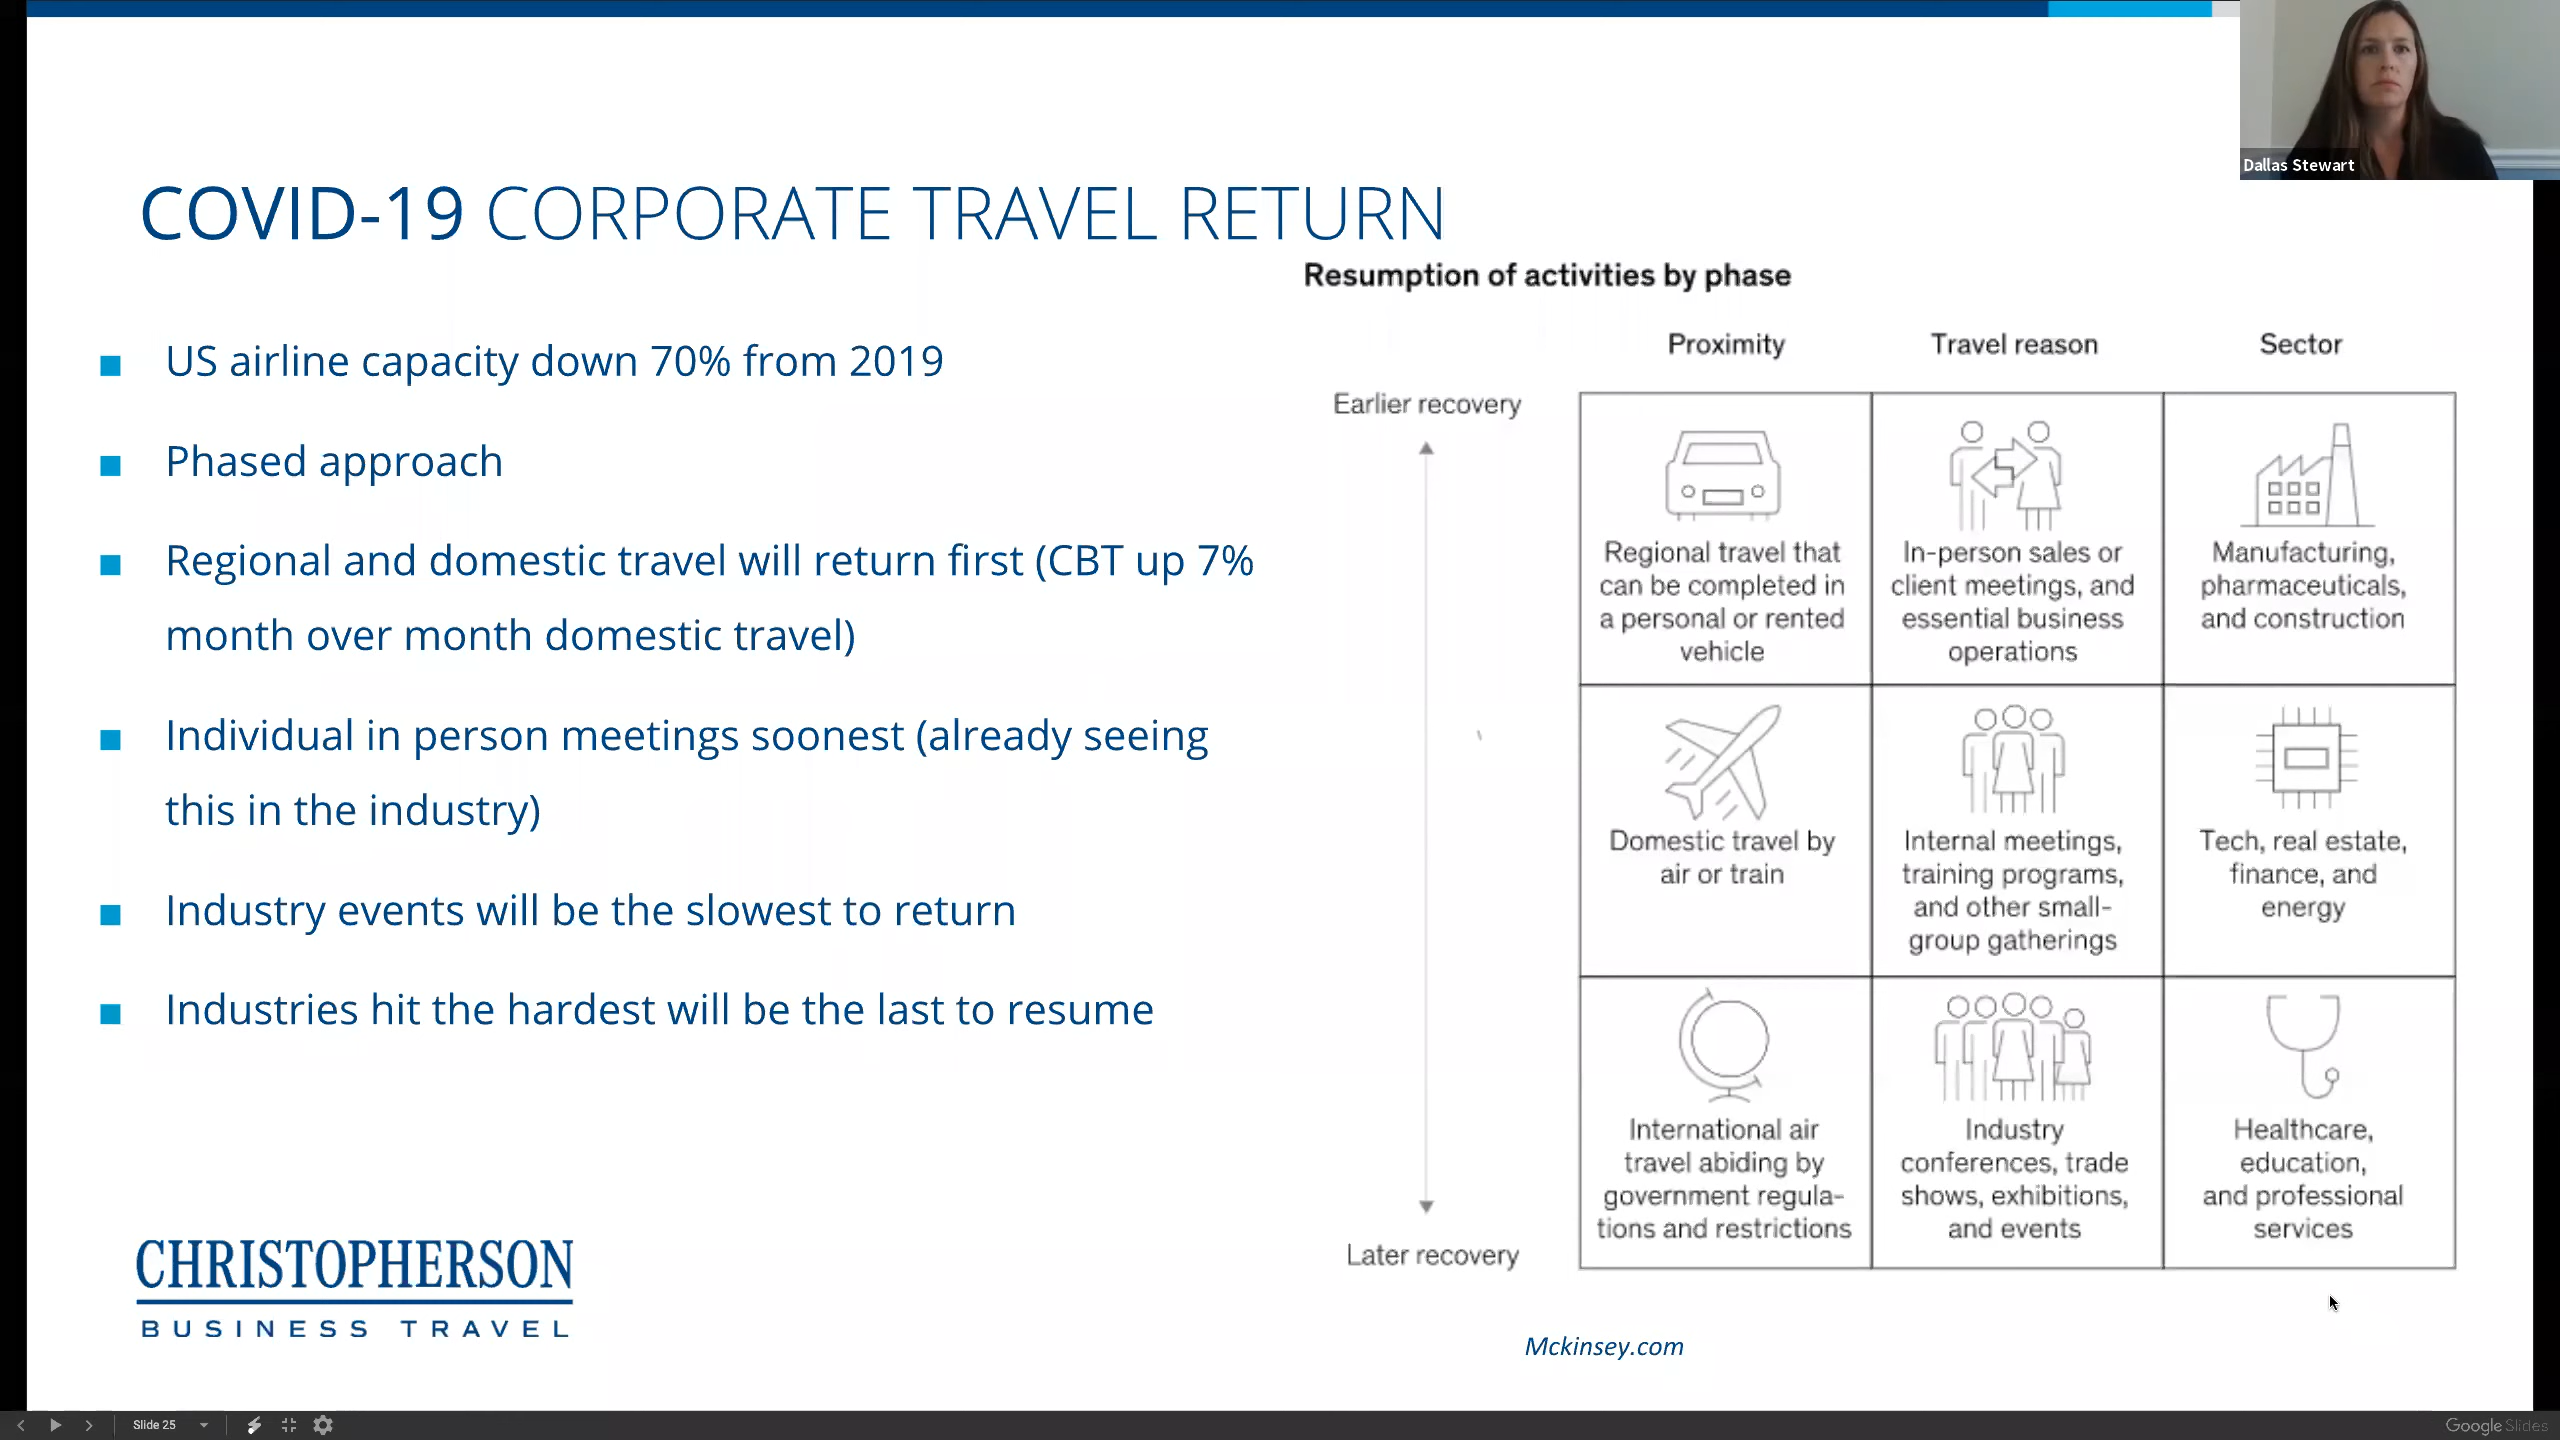 Dallas Stewart
COVID-19 CORPORATE TRAVEL RETURN
US airline capacity down 70% from 2019
Phased approach
Regional and domestic travel will return first (CBT up 7%
month over month domestic travel)
Individual in person meetings soonest (already seeing
this in the industry)
Industry events will be the slowest to return
Industries hit the hardest will be the last to resume
CHRISTOPHERSON
BUSINESS TRAVEL
Resumption of activities by phase
Proximity
Travel reason
Sector
Earlier recovery
Later recovery
Regional travel that
can be completed in
a personal or rented
vehicle
In-person sales or
client meetings, and
essential business
operations
Manufacturing,
pharmaceuticals,
and construction
Domestic travel by
air or train
Internal meetings,
training programs,
and other small-
group gatherings
Tech, real estate,
finance, and
energy
International air
travel abiding by
government regula-
tions and restrictions
Industry
conferences, trade
shows, exhibitions,
and events
Healthcare,
education,
and professional
services
Mckinsey.com
Slide 25
Google Slides